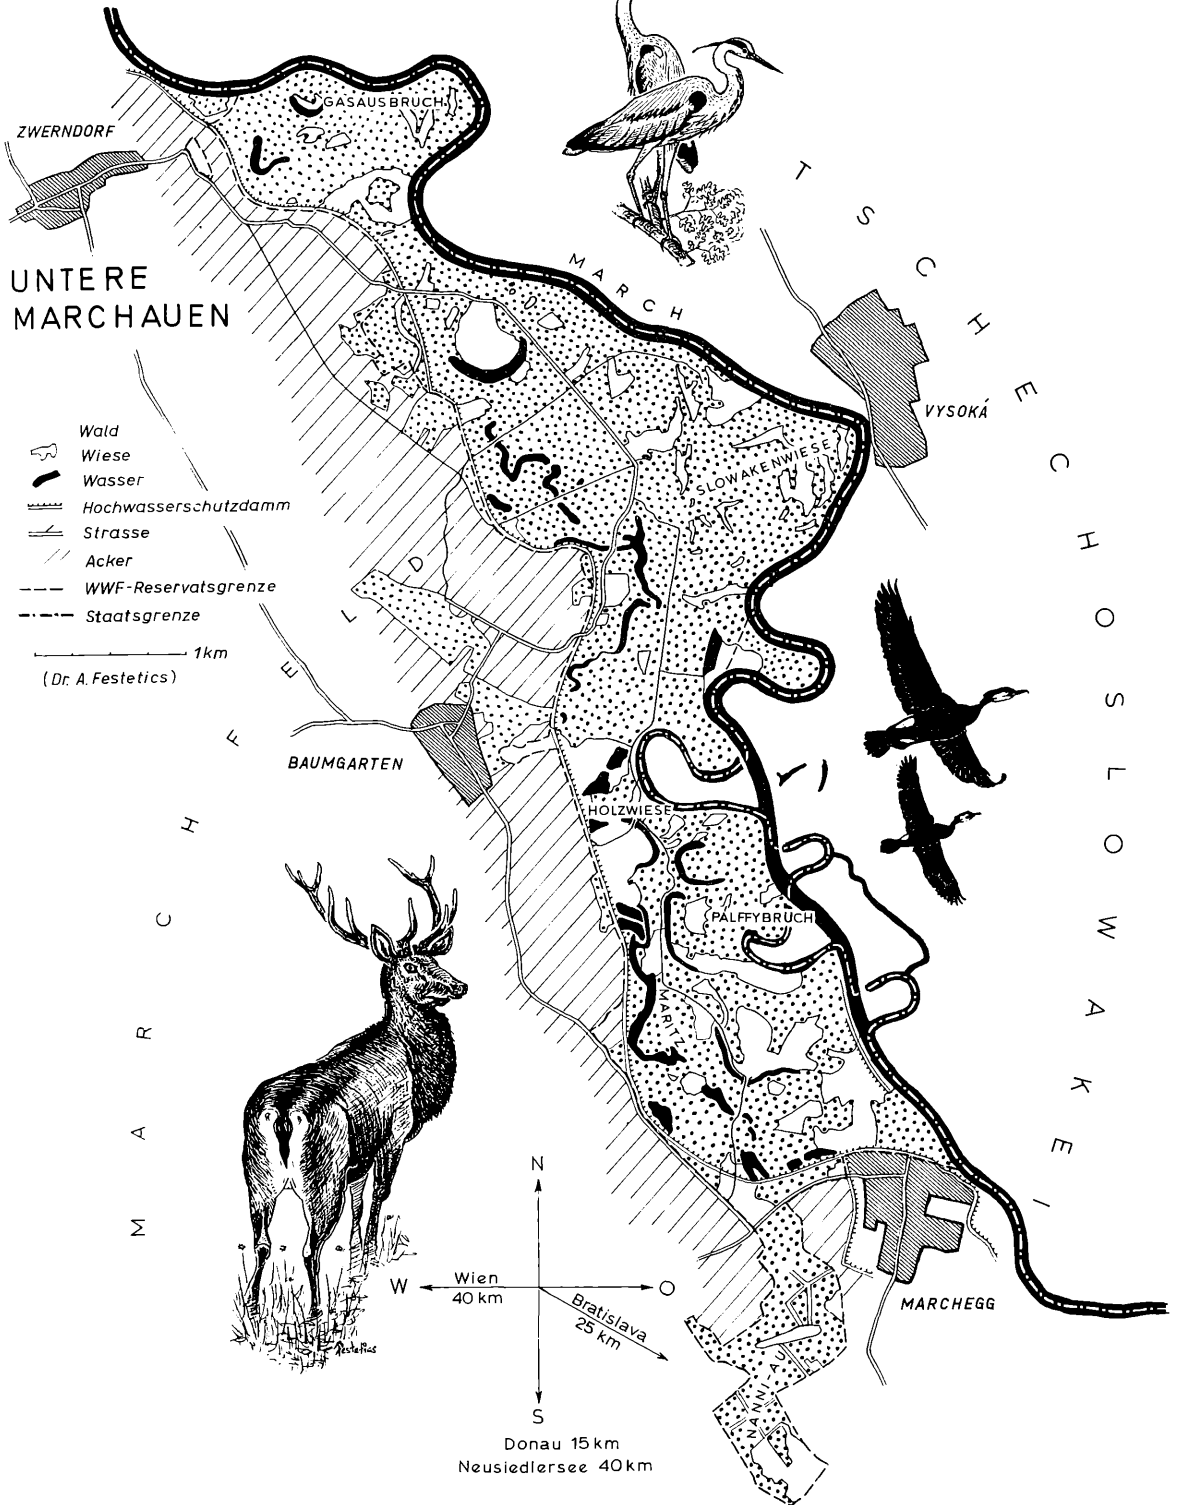 GASAUSBRUCH
ZWERNDORF
TSCHECHOSLOWAKEI
UNTERE
MARCHAUEN
MARCH
VYSOKÁ
Wald
Wiese
Wasser
Hochwasserschutzdamm
Strasse
Acker
WWF-Reservatsgrenze
Staatsgrenze
1km
(Dr. A. Festetics)
SLOWAKENWIESE
MARCHFELD
BAUMGARTEN
HOLZWIESE
PALFFYBRUCH
MARITZ
N
W
Wien
40 km
O
Bratislava
25 km
S
Donau 15 km
Neusiedlersee 40 km
MARCHEGG
NANNI-AU
Festetics